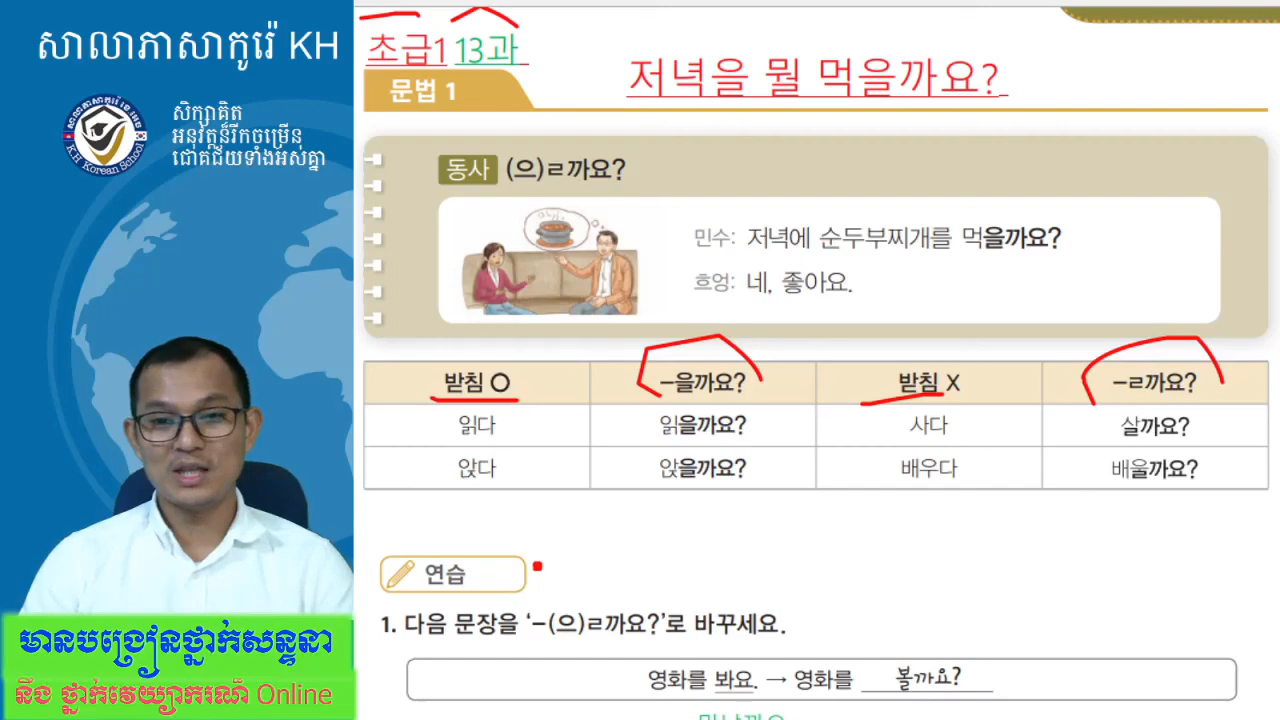 សាលាភាសាកូរ៉េ KH
សិក្សាគិត
អនុវត្តន៍រីកចម្រើន
ជោគជ័យទាំងអស់គ្នា
K.H Korean School
មានបង្រៀនថ្នាក់សន្ទនា
និង ថ្នាក់វេយ្យាករណ៍ Online
초급1 13과
저녁을 뭘 먹을까요?
문법 1
동사 (으)ㄹ까요?
민수: 저녁에 순두부찌개를 먹을까요?
흐엉: 네, 좋아요.
받침 O -을까요? 받침 X -ㄹ까요?
읽다 읽을까요? 사다 살까요?
앉다 앉을까요? 배우다 배울까요?
연습
1. 다음 문장을 ‘-(으)ㄹ까요?’로 바꾸세요.
영화를 봐요. → 영화를 볼까요?